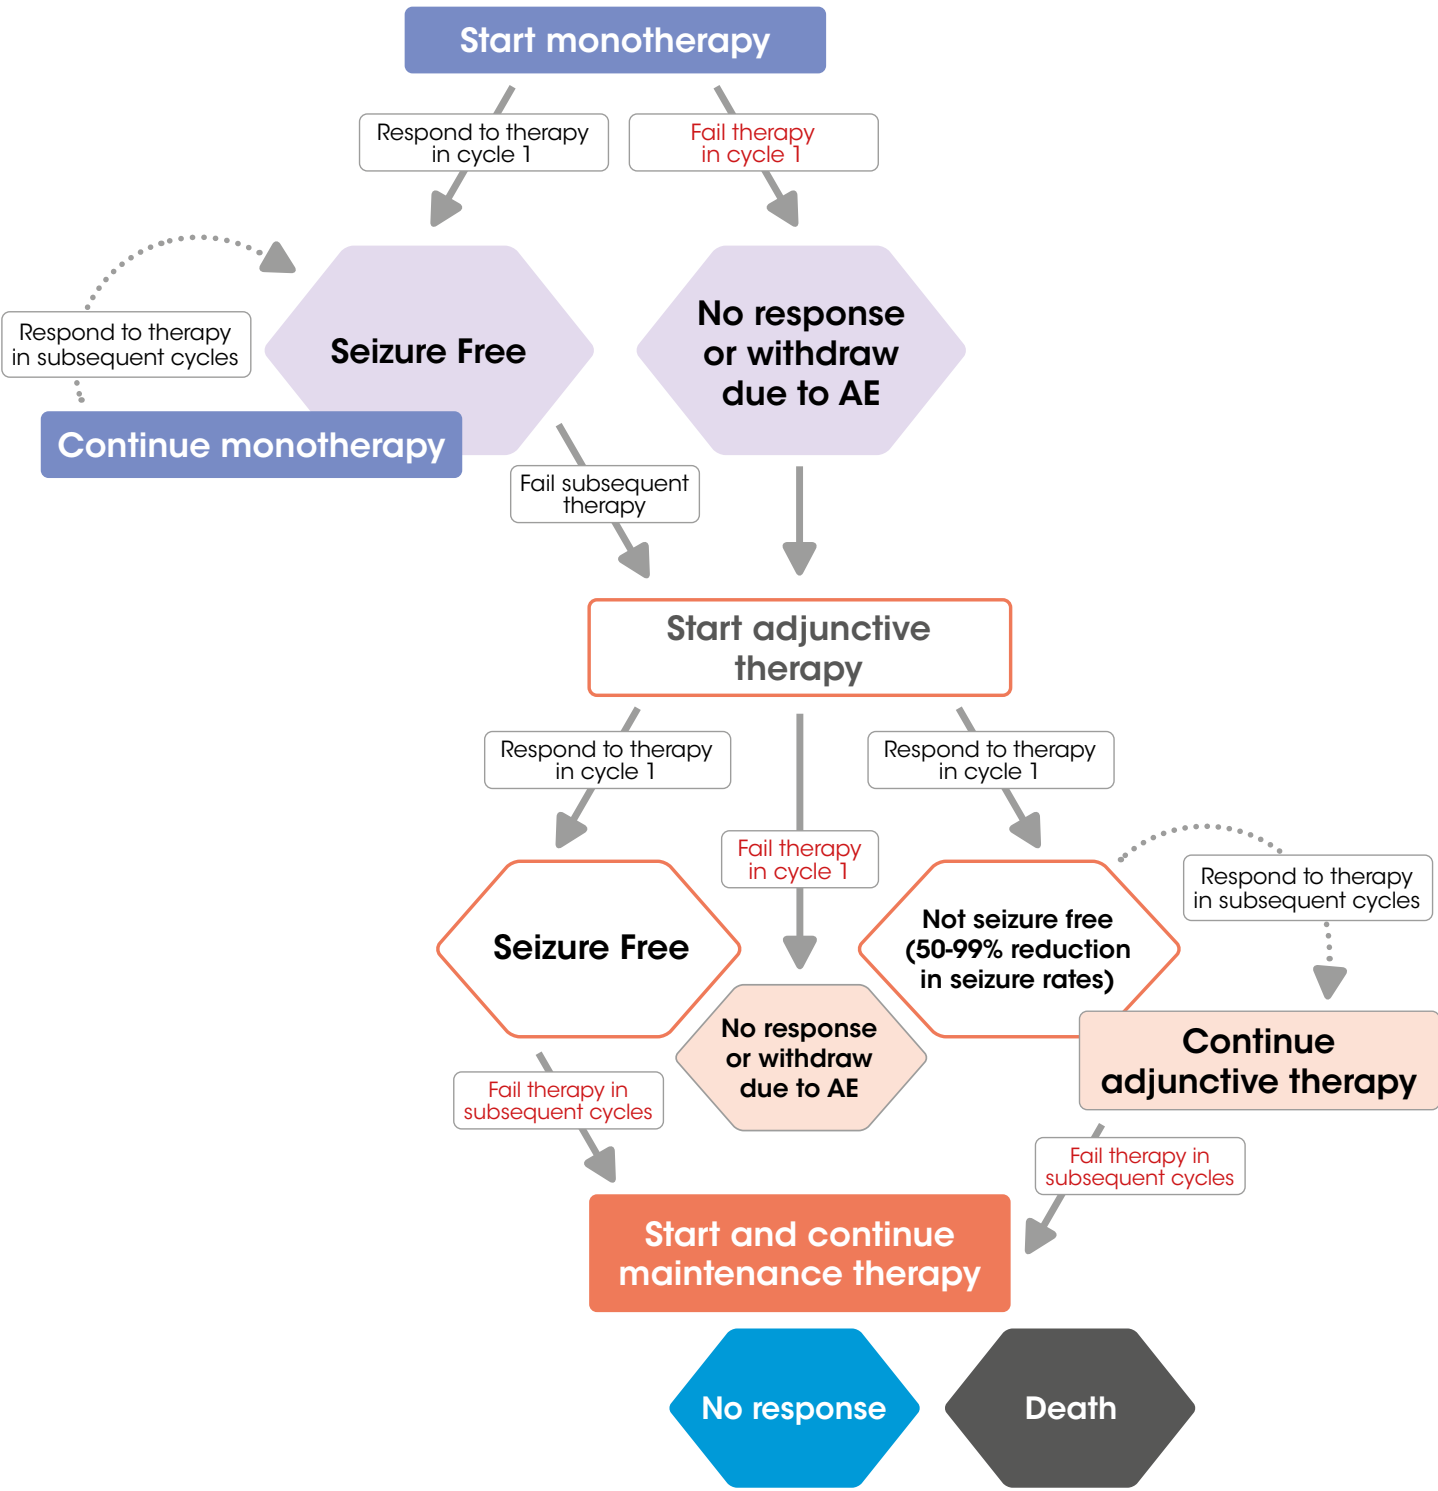 Start monotherapy
Respond to therapy
in cycle 1
Fail therapy
in cycle 1
Respond to therapy
in subsequent cycles
Seizure Free
No response
or withdraw
due to AE
Continue monotherapy
Fail subsequent
therapy
Start adjunctive
therapy
Respond to therapy
in cycle 1
Respond to therapy
in cycle 1
Fail therapy
in cycle 1
Respond to therapy
in subsequent cycles
Seizure Free
Not seizure free
(50-99% reduction
in seizure rates)
No response
or withdraw
due to AE
Continue
adjunctive therapy
Fail therapy in
subsequent cycles
Fail therapy in
subsequent cycles
Start and continue
maintenance therapy
No response
Death